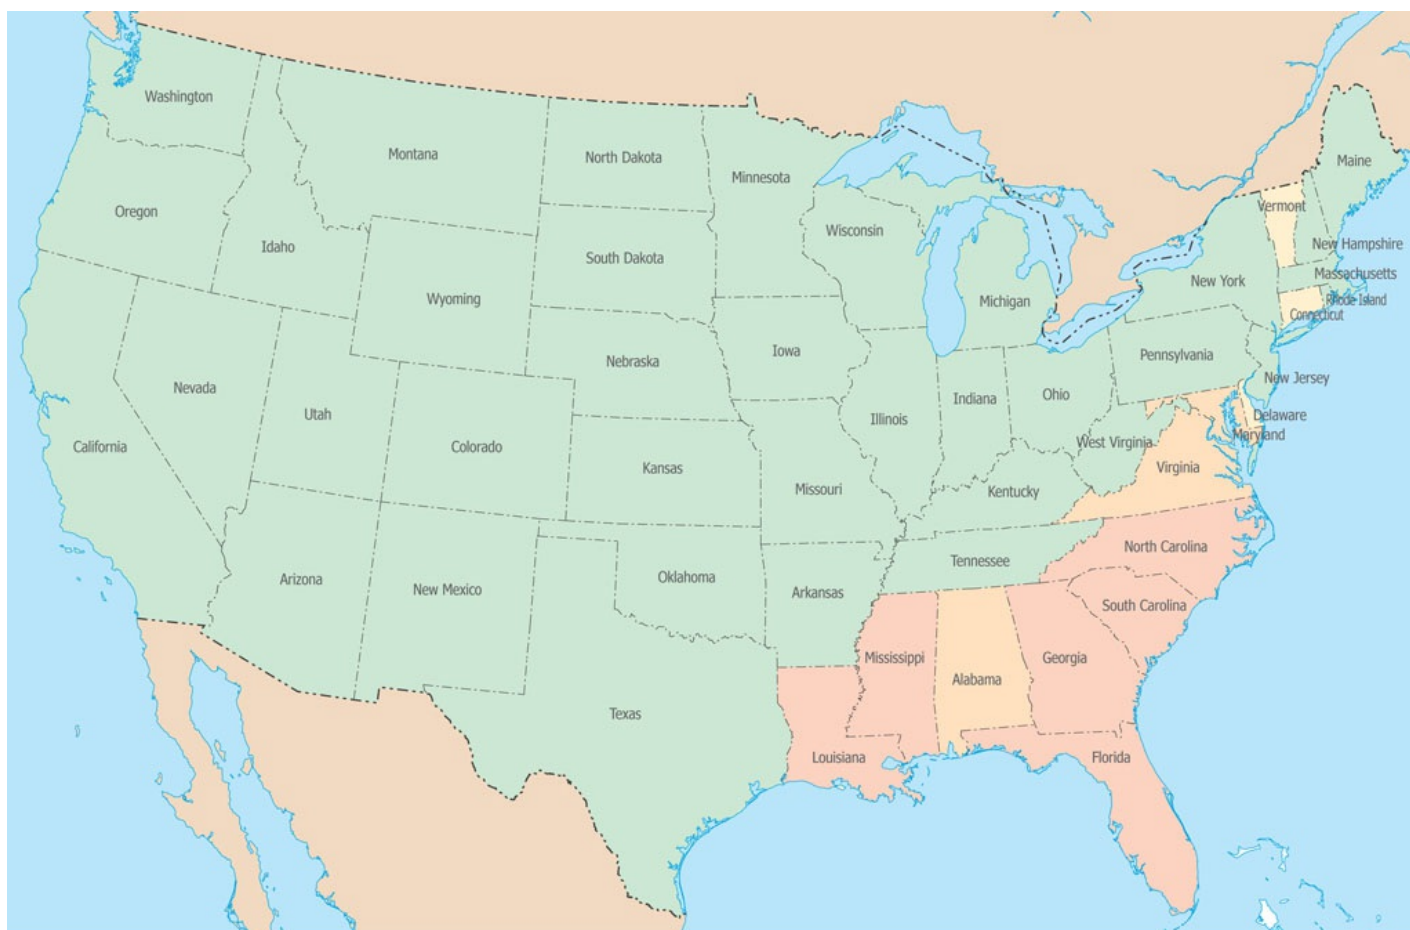 Washington
Montana
North Dakota
Minnesota
Maine
Oregon
Idaho
Wisconsin
Vermont
New Hampshire
South Dakota
Wyoming
Michigan
New York
Massachusetts
Rhode Island
Connecticut
Nebraska
Iowa
Pennsylvania
New Jersey
Nevada
Utah
Illinois
Indiana
Ohio
Delaware
Maryland
California
Colorado
Kansas
Missouri
West Virginia
Virginia
Kentucky
Arizona
New Mexico
Oklahoma
Arkansas
Tennessee
North Carolina
South Carolina
Mississippi
Alabama
Georgia
Texas
Louisiana
Florida